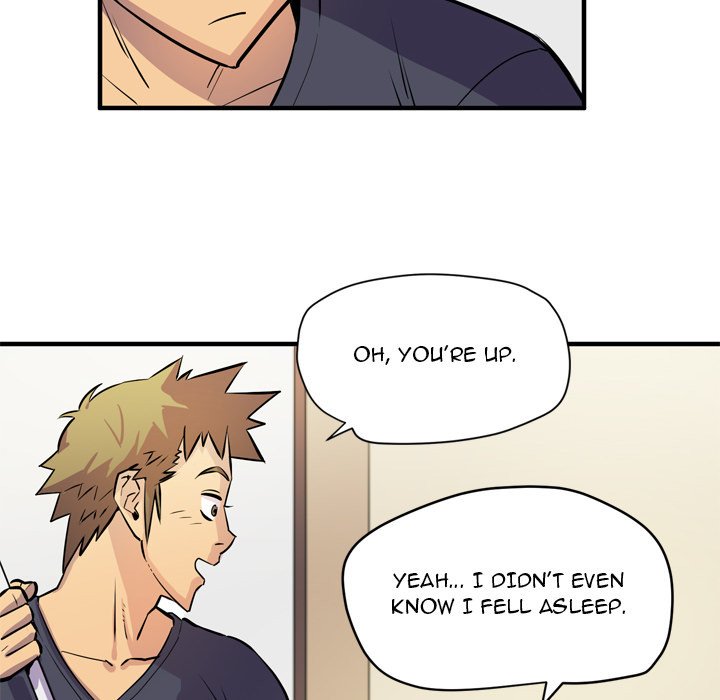 OH, YOU'RE UP.
YEAH... I DIDN'T EVEN
KNOW I FELL ASLEEP.